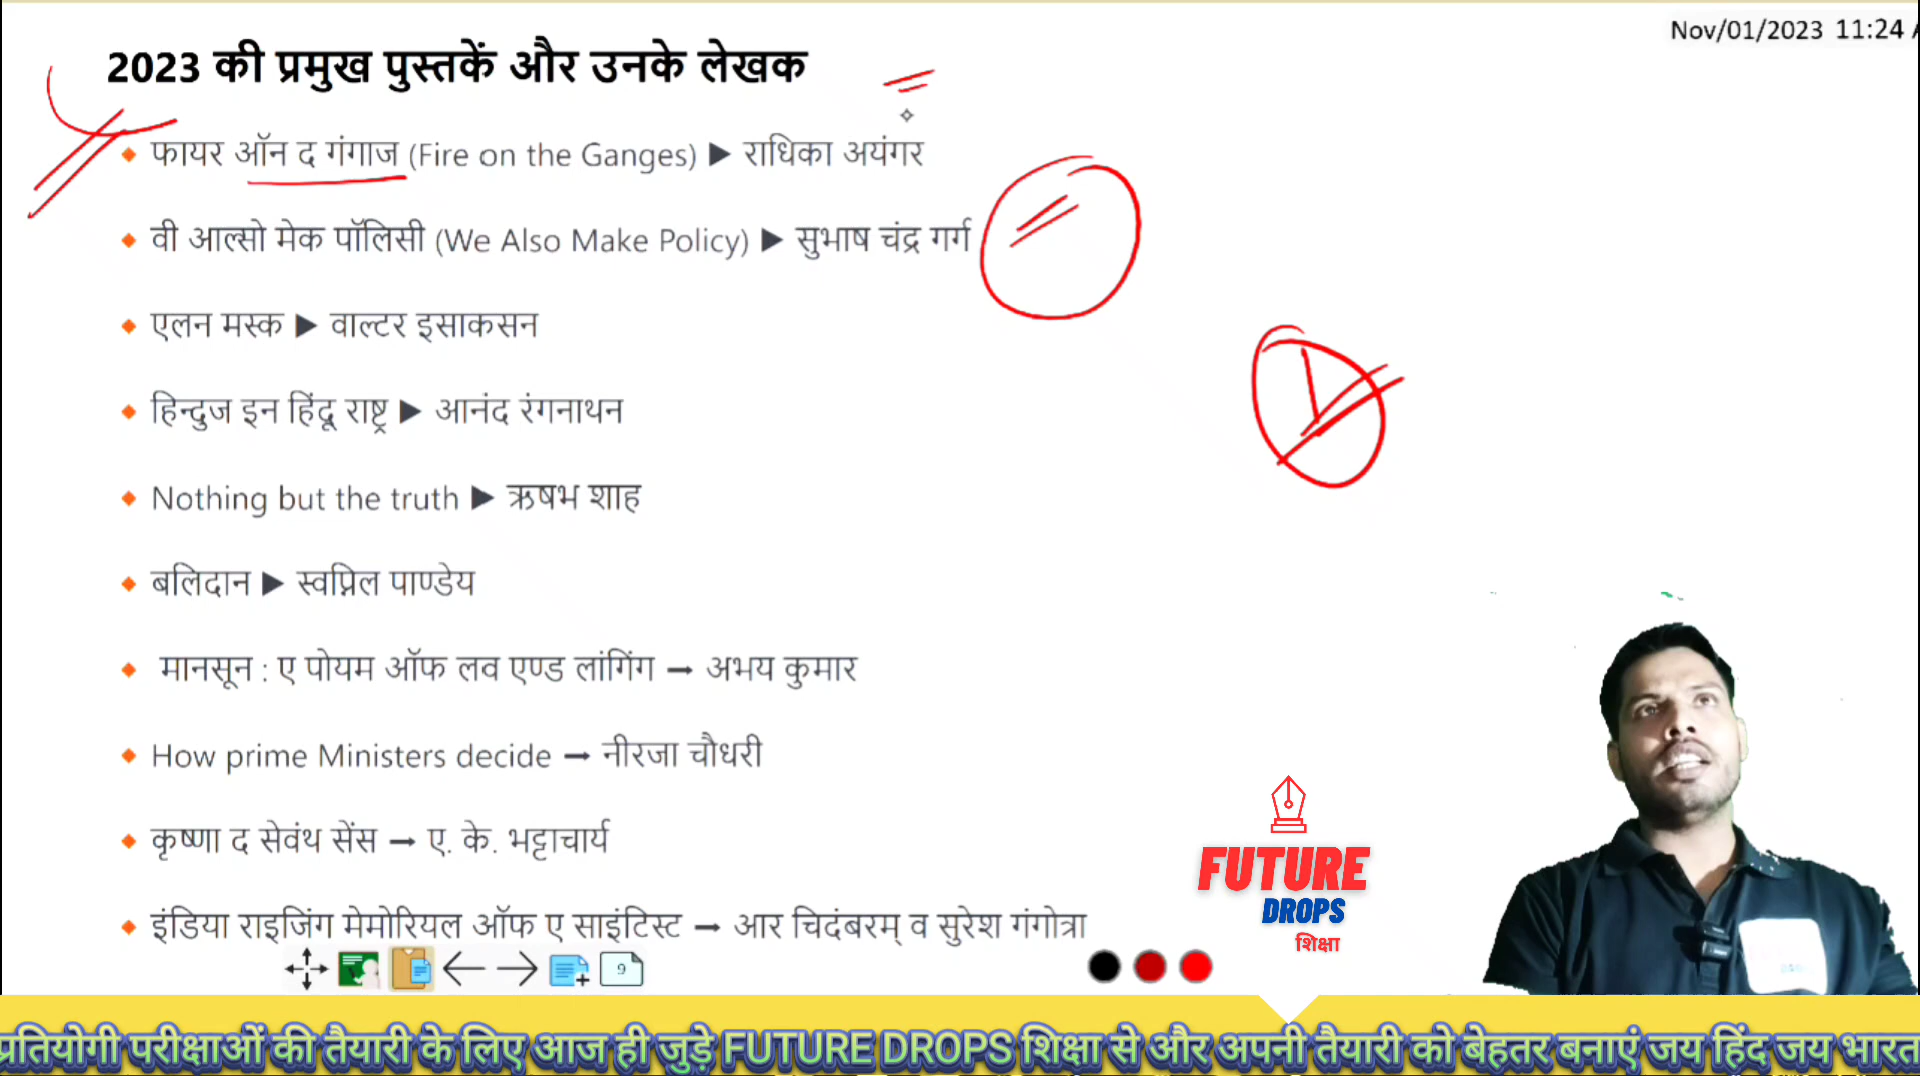 Nov/01/2023 11:24
2023 की प्रमुख पुस्तकें और उनके लेखक
फायर ऑन द गंगाज (Fire on the Ganges) ▶ राधिका अयंगर
वी आल्सो मेक पॉलिसी (We Also Make Policy) ▶ सुभाष चंद्र गर्ग
एलन मस्क ▶ वाल्टर इसाकसन
हिन्दुज इन हिंदू राष्ट्र ▶ आनंद रंगनाथन
Nothing but the truth ▶ ऋषभ शाह
बलिदान ▶ स्वप्निल पाण्डेय
मानसून : ए पोयम ऑफ लव एण्ड लांगिंग → अभय कुमार
How prime Ministers decide → नीरजा चौधरी
कृष्णा द सेवंथ सेंस → ए. के. भट्टाचार्य
इंडिया राइजिंग मेमोरियल ऑफ ए साइंटिस्ट → आर चिदंबरम् व सुरेश गंगोत्रा
FUTURE
DROPS
शिक्षा
9
प्रतियोगी परीक्षाओं की तैयारी के लिए आज ही जुड़े FUTURE DROPS शिक्षा से और अपनी तैयारी को बेहतर बनाएं जय हिंद जय भारत